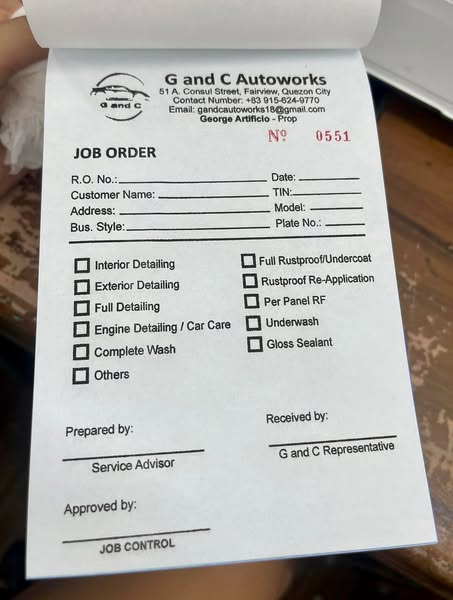 G and C
G and C Autoworks
51 A. Consul Street, Fairview, Quezon City
Contact Number: +83 915-624-9770
Email: gandcautoworks18@gmail.com
George Artificio - Prop
Nº 0551
JOB ORDER
R.O. No.: Date:
Customer Name: TIN:
Address: Model:
Bus. Style: Plate No.:
Interior Detailing
Exterior Detailing
Full Detailing
Engine Detailing / Car Care
Complete Wash
Others
Full Rustproof/Undercoat
Rustproof Re-Application
Per Panel RF
Underwash
Gloss Sealant
Prepared by:
Service Advisor
Received by:
G and C Representative
Approved by:
JOB CONTROL